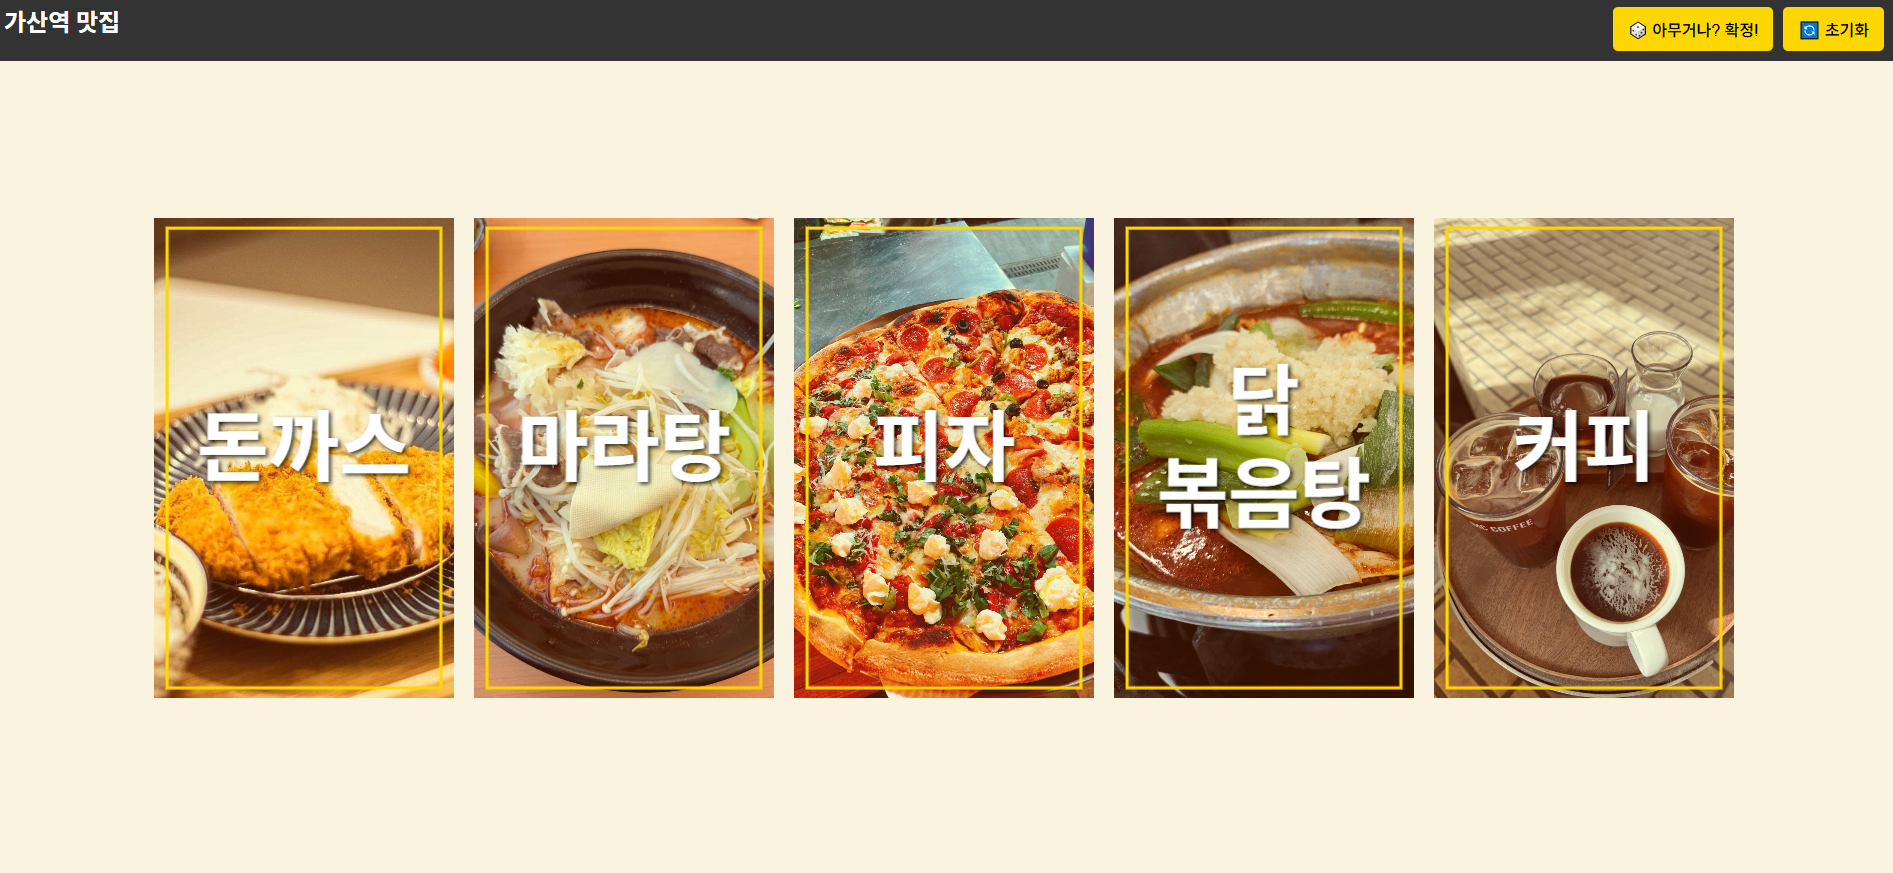 가산역 맛집
🎲 아무거나? 확정!
🔄 초기화
돈까스
마라탕
피자
닭
볶음탕
커피
COFFEE